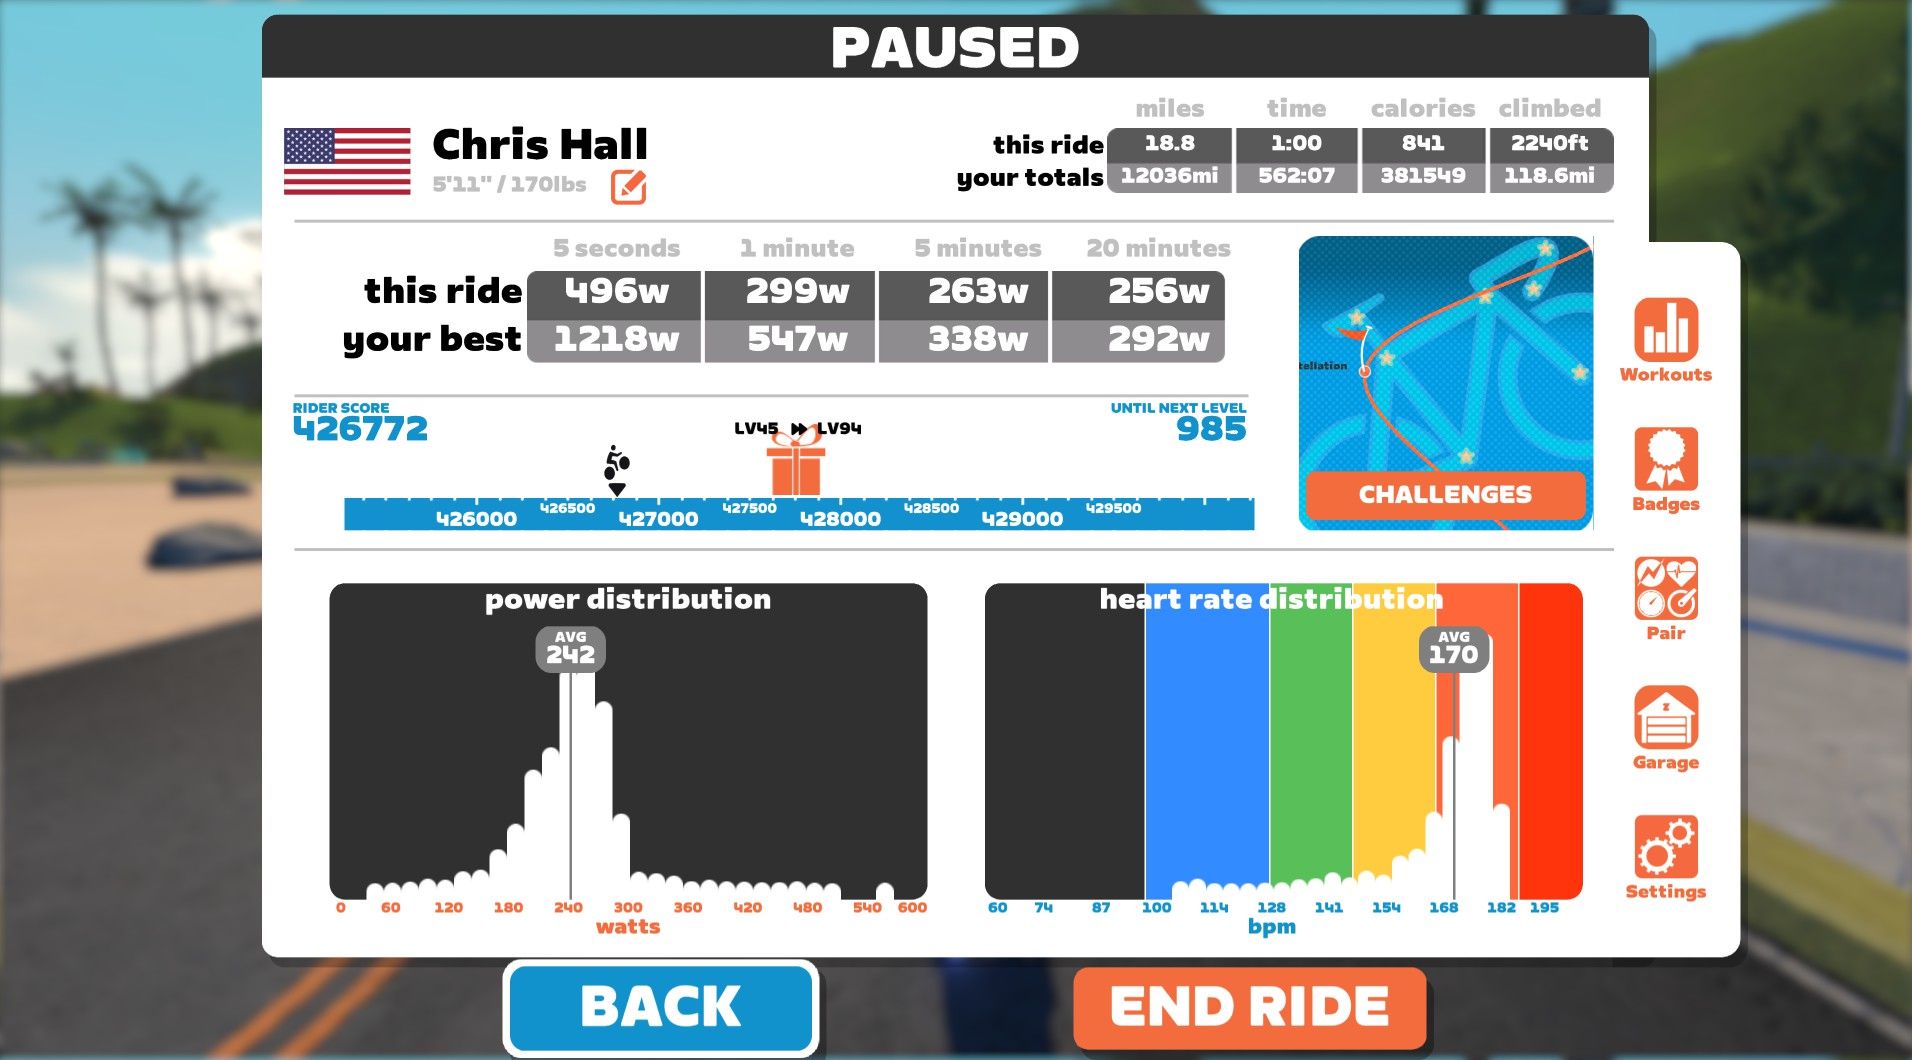 PAUSED
Chris Hall
5'11" / 170lbs
miles time calories climbed
this ride 18.8 1:00 841 2240ft
your totals 12036mi 562:07 381549 118.6mi
5 seconds 1 minute 5 minutes 20 minutes
this ride 496w 299w 263w 256w
your best 1218w 547w 338w 292w
RIDER SCORE
426772
LV45 LV94
UNTIL NEXT LEVEL
985
426000 426500 427000 427500 428000 428500 429000 429500
tellation
CHALLENGES
Workouts
Badges
Pair
Z
Garage
Settings
power distribution
AVG
242
0 60 120 180 240 300 360 420 480 540 600
watts
heart rate distribution
AVG
170
60 74 87 100 114 128 141 154 168 182 195
bpm
BACK
END RIDE